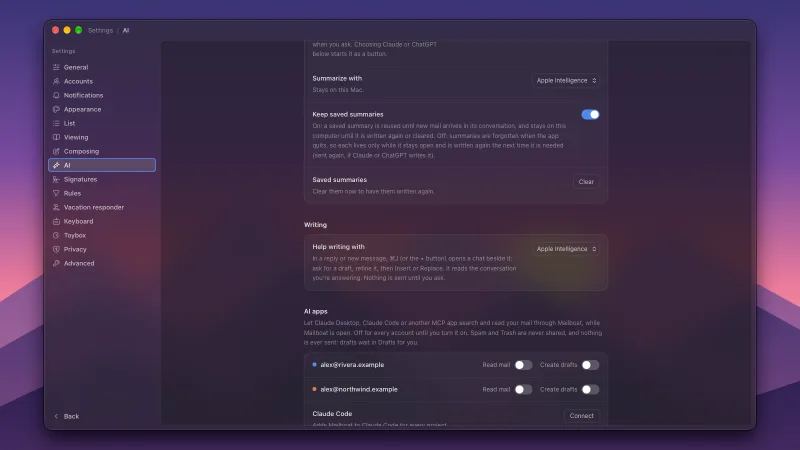 Settings | AI
Settings
General
Accounts
Notifications
Appearance
List
Viewing
Composing
AI
Signatures
Rules
Vacation responder
Keyboard
Toybox
Privacy
Advanced
Back
when you ask. Choosing Claude or ChatGPT
below starts it as a button.
Summarize with
Stays on this Mac.
Apple Intelligence
Keep saved summaries
On: a saved summary is reused until new mail arrives in its conversation, and stays on this
computer until it is written again or cleared. Off: summaries are forgotten when the app
quits, so each lives only while it stays open and is written again the next time it is needed
(sent again, if Claude or ChatGPT writes it).
Saved summaries
Clear them now to have them written again.
Clear
Writing
Help writing with
In a reply or new message, ⌘J (or the + button) opens a chat beside it:
ask for a draft, refine it, then Insert or Replace. It reads the conversation
you're answering. Nothing is sent until you ask.
Apple Intelligence
AI apps
Let Claude Desktop, Claude Code or another MCP app search and read your mail through Mailboat, while
Mailboat is open. Off for every account until you turn it on. Spam and Trash are never shared, and nothing
is ever sent: drafts wait in Drafts for you.
alex@rivera.example Read mail Create drafts
alex@northwind.example Read mail Create drafts
Claude Code
Adds Mailboat to Claude Code for every project.
Connect